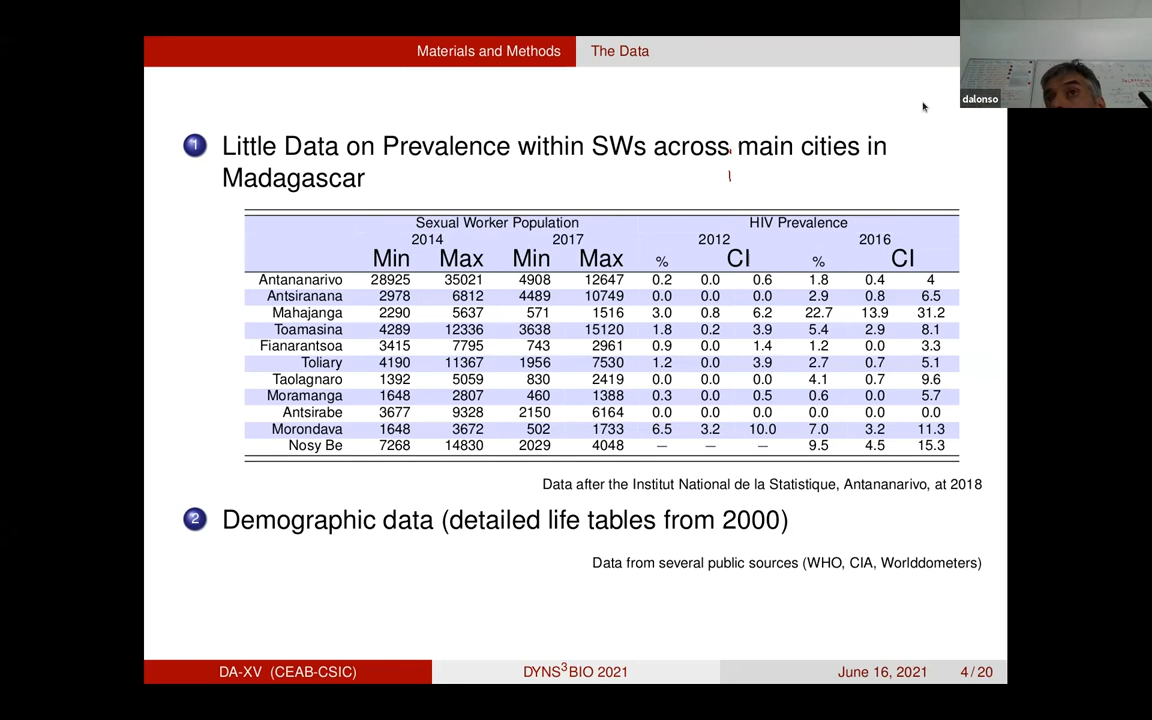 Materials and Methods The Data
dalonso
1 Little Data on Prevalence within SWs across main cities in
Madagascar
Sexual Worker Population HIV Prevalence
2014 2017 2012 2016
Min Max Min Max % CI % CI
Antananarivo 28925 35021 4908 12647 0.2 0.0 0.6 1.8 0.4 4
Antsiranana 2978 6812 4489 10749 0.0 0.0 0.0 2.9 0.8 6.5
Mahajanga 2290 5637 571 1516 3.0 0.8 6.2 22.7 13.9 31.2
Toamasina 4289 12336 3638 15120 1.8 0.2 3.9 5.4 2.9 8.1
Fianarantsoa 3415 7795 743 2961 0.9 0.0 1.4 1.2 0.0 3.3
Toliary 4190 11367 1956 7530 1.2 0.0 3.9 2.7 0.7 5.1
Taolagnaro 1392 5059 830 2419 0.0 0.0 0.0 4.1 0.7 9.6
Moramanga 1648 2807 460 1388 0.3 0.0 0.5 0.6 0.0 5.7
Antsirabe 3677 9328 2150 6164 0.0 0.0 0.0 0.0 0.0 0.0
Morondava 1648 3672 502 1733 6.5 3.2 10.0 7.0 3.2 11.3
Nosy Be 7268 14830 2029 4048 — — — 9.5 4.5 15.3
Data after the Institut National de la Statistique, Antananarivo, at 2018
2 Demographic data (detailed life tables from 2000)
Data from several public sources (WHO, CIA, Worlddometers)
DA-XV (CEAB-CSIC) DYNS³BIO 2021 June 16, 2021 4/20